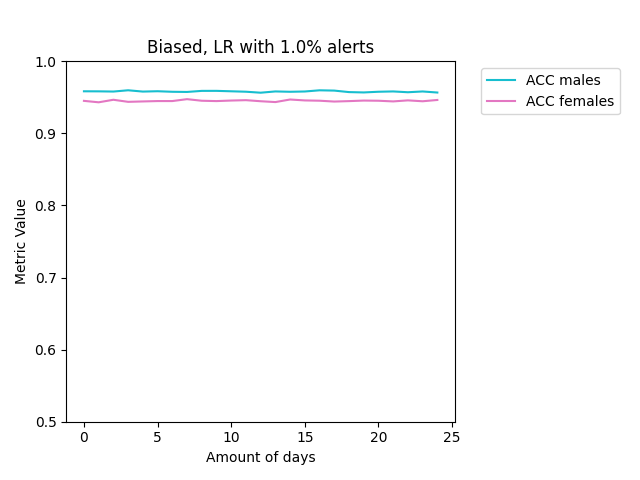 Biased, LR with 1.0% alerts
1.0
0.9
0.8
0.7
0.6
0.5
Metric Value
0
5
10
15
20
25
Amount of days
ACC males
ACC females